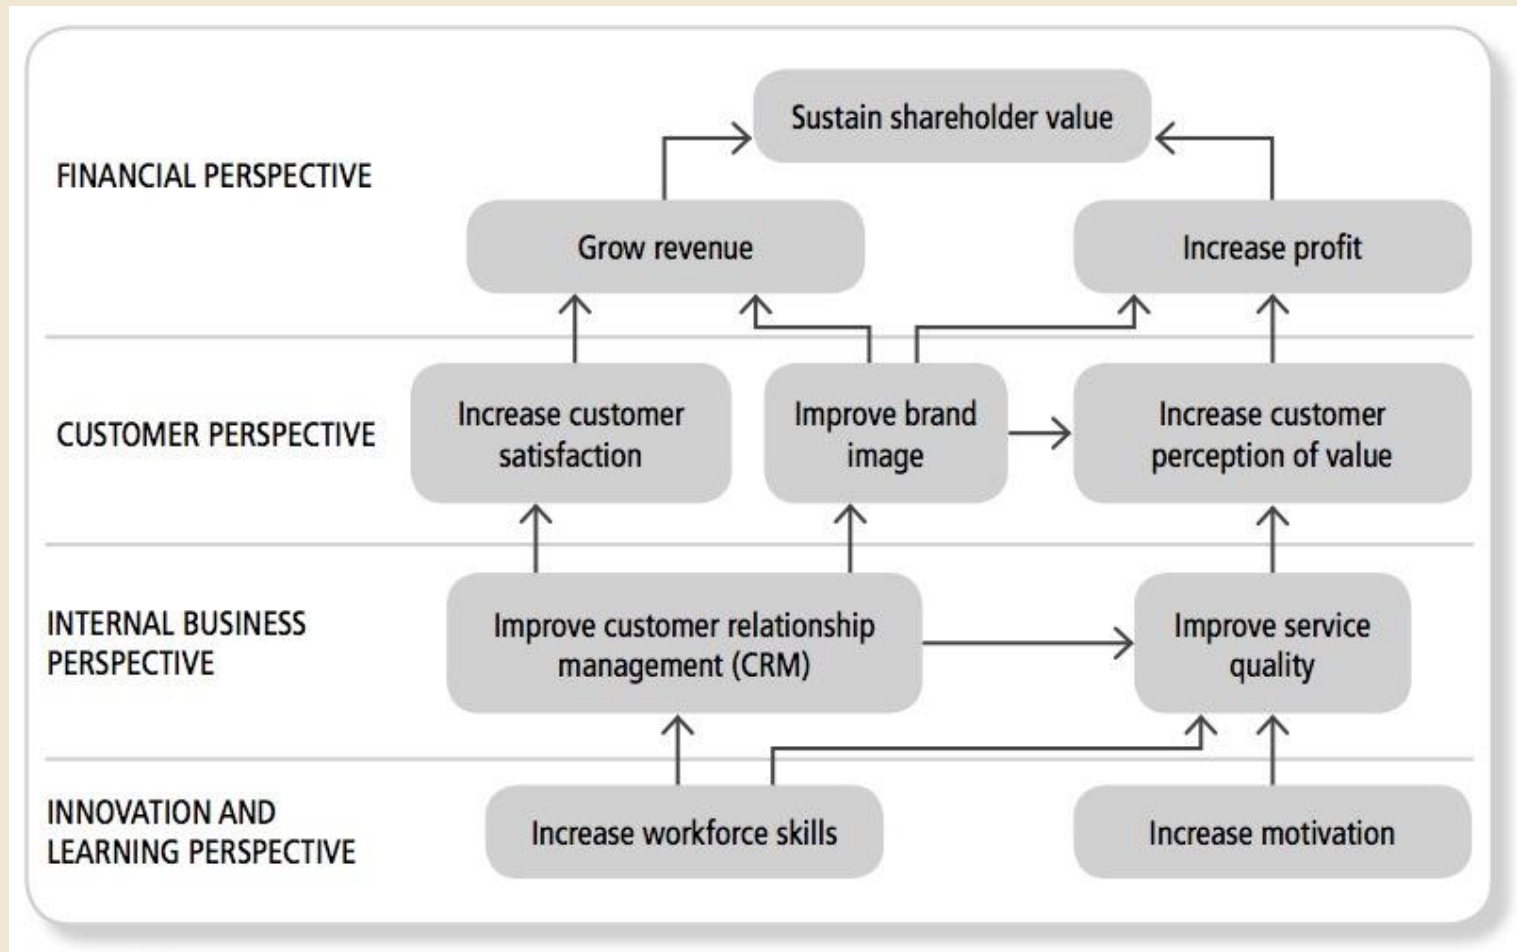 Sustain shareholder value
FINANCIAL PERSPECTIVE
Grow revenue
Increase profit
CUSTOMER PERSPECTIVE
Increase customer
satisfaction
Improve brand
image
Increase customer
perception of value
INTERNAL BUSINESS
PERSPECTIVE
Improve customer relationship
management (CRM)
Improve service
quality
INNOVATION AND
LEARNING PERSPECTIVE
Increase workforce skills
Increase motivation